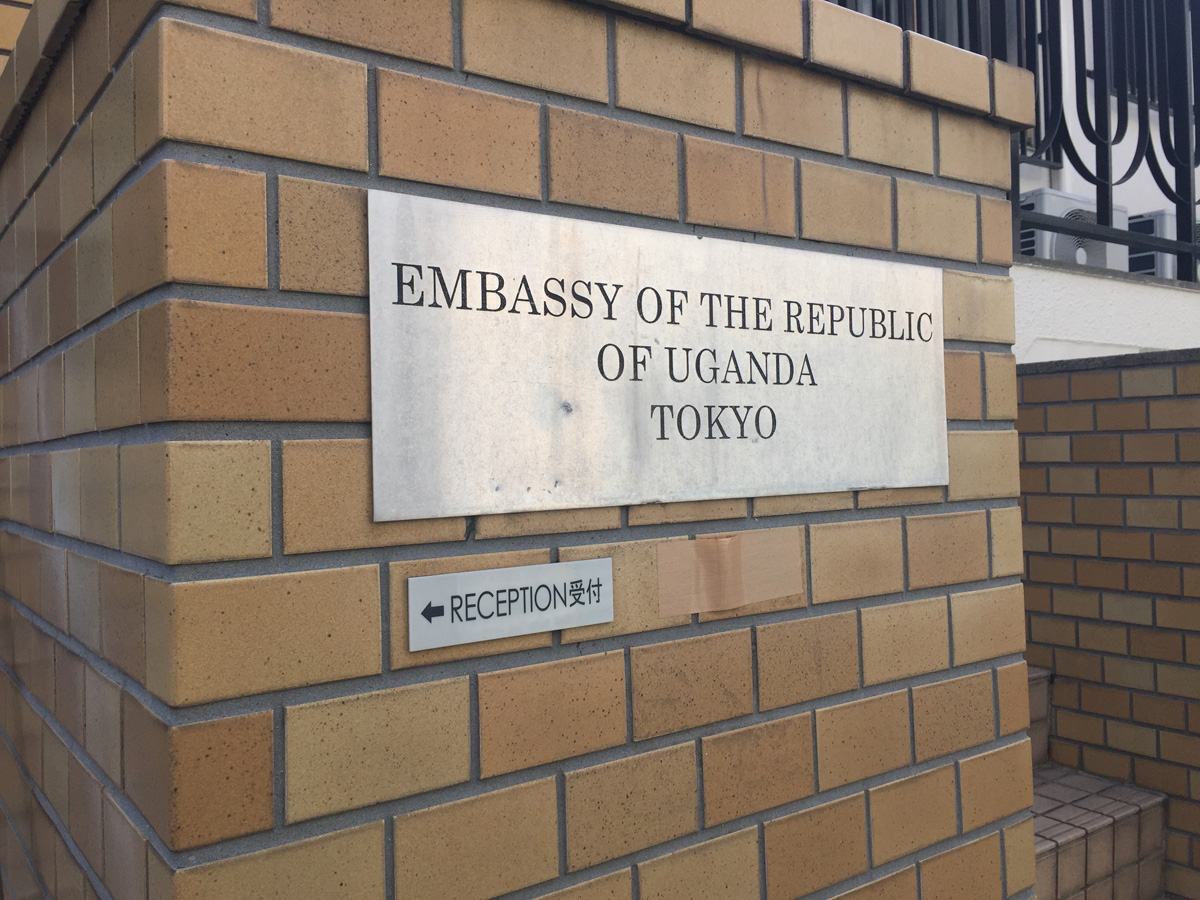 EMBASSY OF THE REPUBLIC
OF UGANDA
TOKYO
←RECEPTION受付